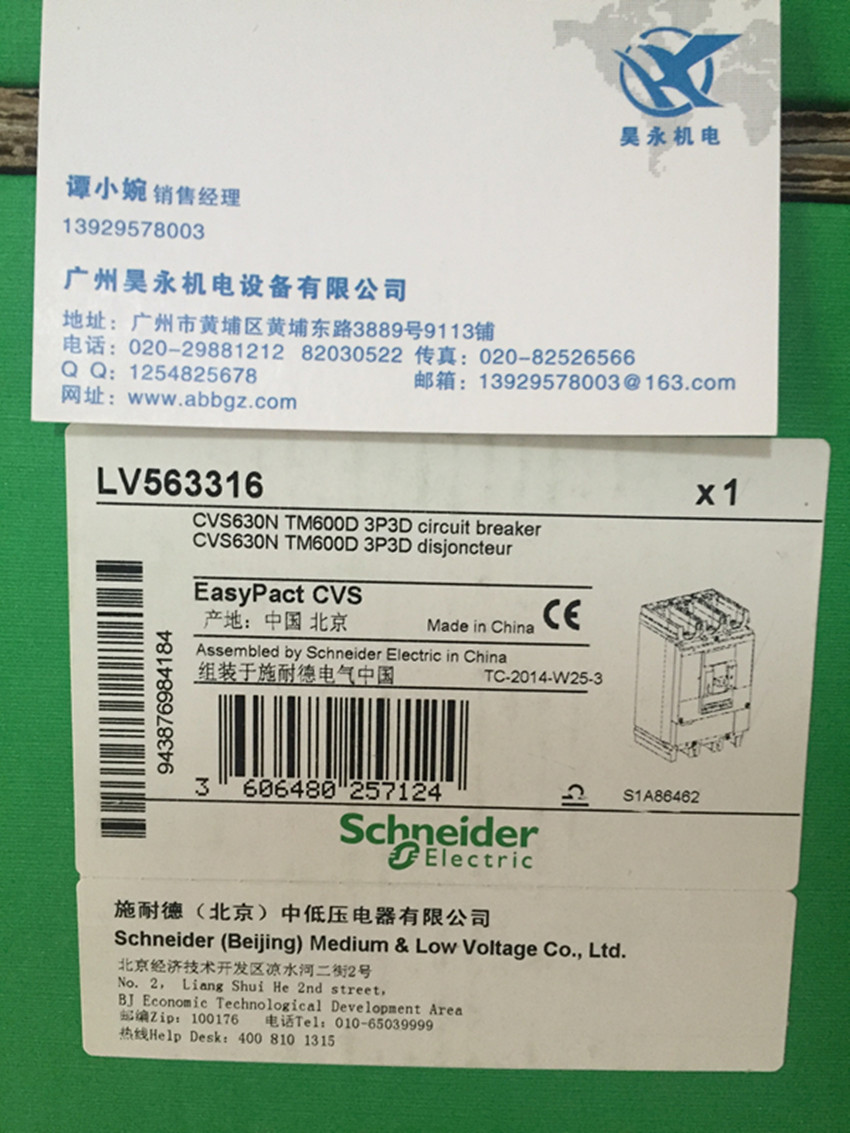 昊永机电
谭小婉 销售经理
13929578003
广州昊永机电设备有限公司
地址：广州市黄埔区黄埔东路3889号9113铺
电话：020-29881212 82030522 传真：020-82526566
Q Q：1254825678 邮箱：13929578003@163.com
网址：www.abbgz.com
LV563316 x1
CVS630N TM600D 3P3D circuit breaker
CVS630N TM600D 3P3D disjoncteur
EasyPact CVS
产地：中国 北京 Made in China CE
Assembled by Schneider Electric in China
组装于施耐德电气中国 TC-2014-W25-3
943876984184
3 606480 257124
S1A86462
Schneider
Electric
施耐德（北京）中低压电器有限公司
Schneider (Beijing) Medium & Low Voltage Co., Ltd.
北京经济技术开发区凉水河二街2号
No. 2, Liang Shui He 2nd street,
BJ Economic Technological Development Area
邮编Zip: 100176 电话Tel: 010-65039999
热线Help Desk: 400 810 1315